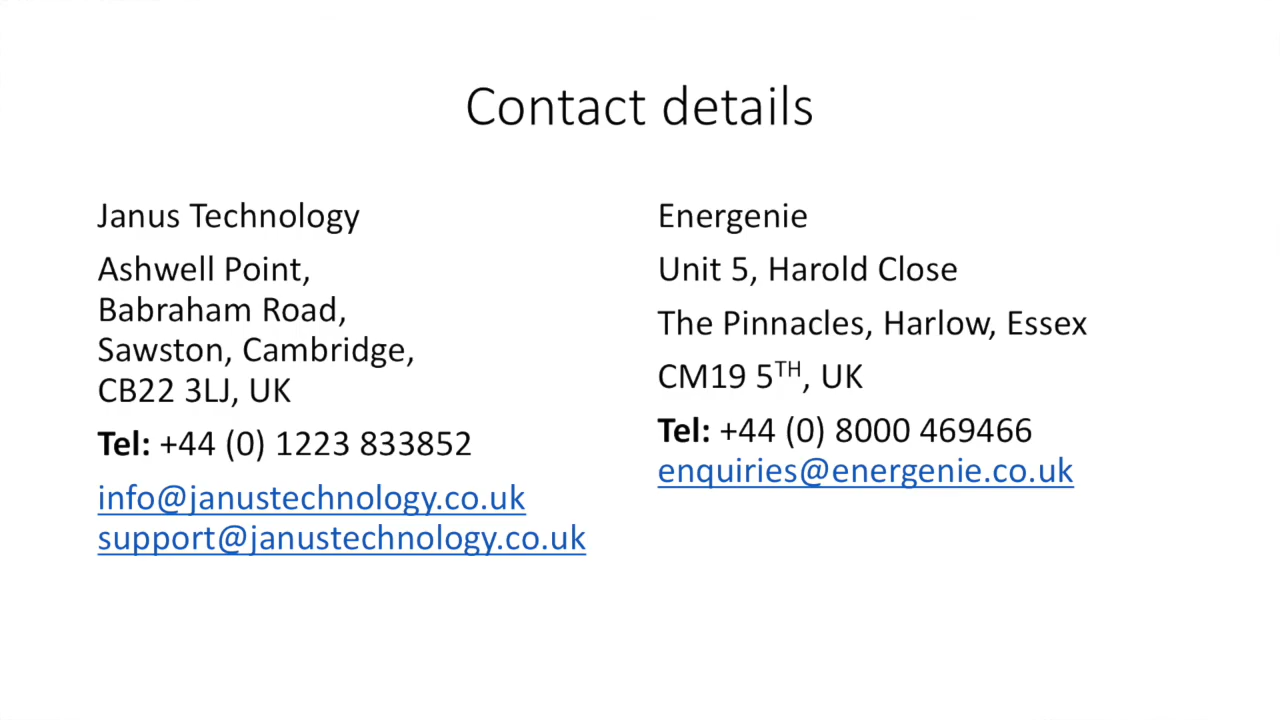 Contact details
Janus Technology
Ashwell Point,
Babraham Road,
Sawston, Cambridge,
CB22 3LJ, UK
Tel: +44 (0) 1223 833852
info@janustechnology.co.uk
support@janustechnology.co.uk
Energenie
Unit 5, Harold Close
The Pinnacles, Harlow, Essex
CM19 5TH, UK
Tel: +44 (0) 8000 469466
enquiries@energenie.co.uk